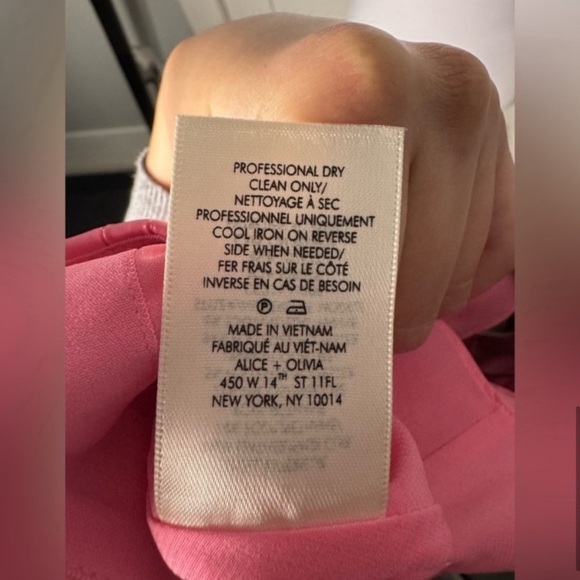 PROFESSIONAL DRY
CLEAN ONLY/
NETTOYAGE À SEC
PROFESSIONNEL UNIQUEMENT
COOL IRON ON REVERSE
SIDE WHEN NEEDED/
FER FRAIS SUR LE CÔTÉ
INVERSE EN CAS DE BESOIN
P
MADE IN VIETNAM
FABRIQUÉ AU VIÊT-NAM
ALICE + OLIVIA
450 W 14TH ST 11FL
NEW YORK, NY 10014